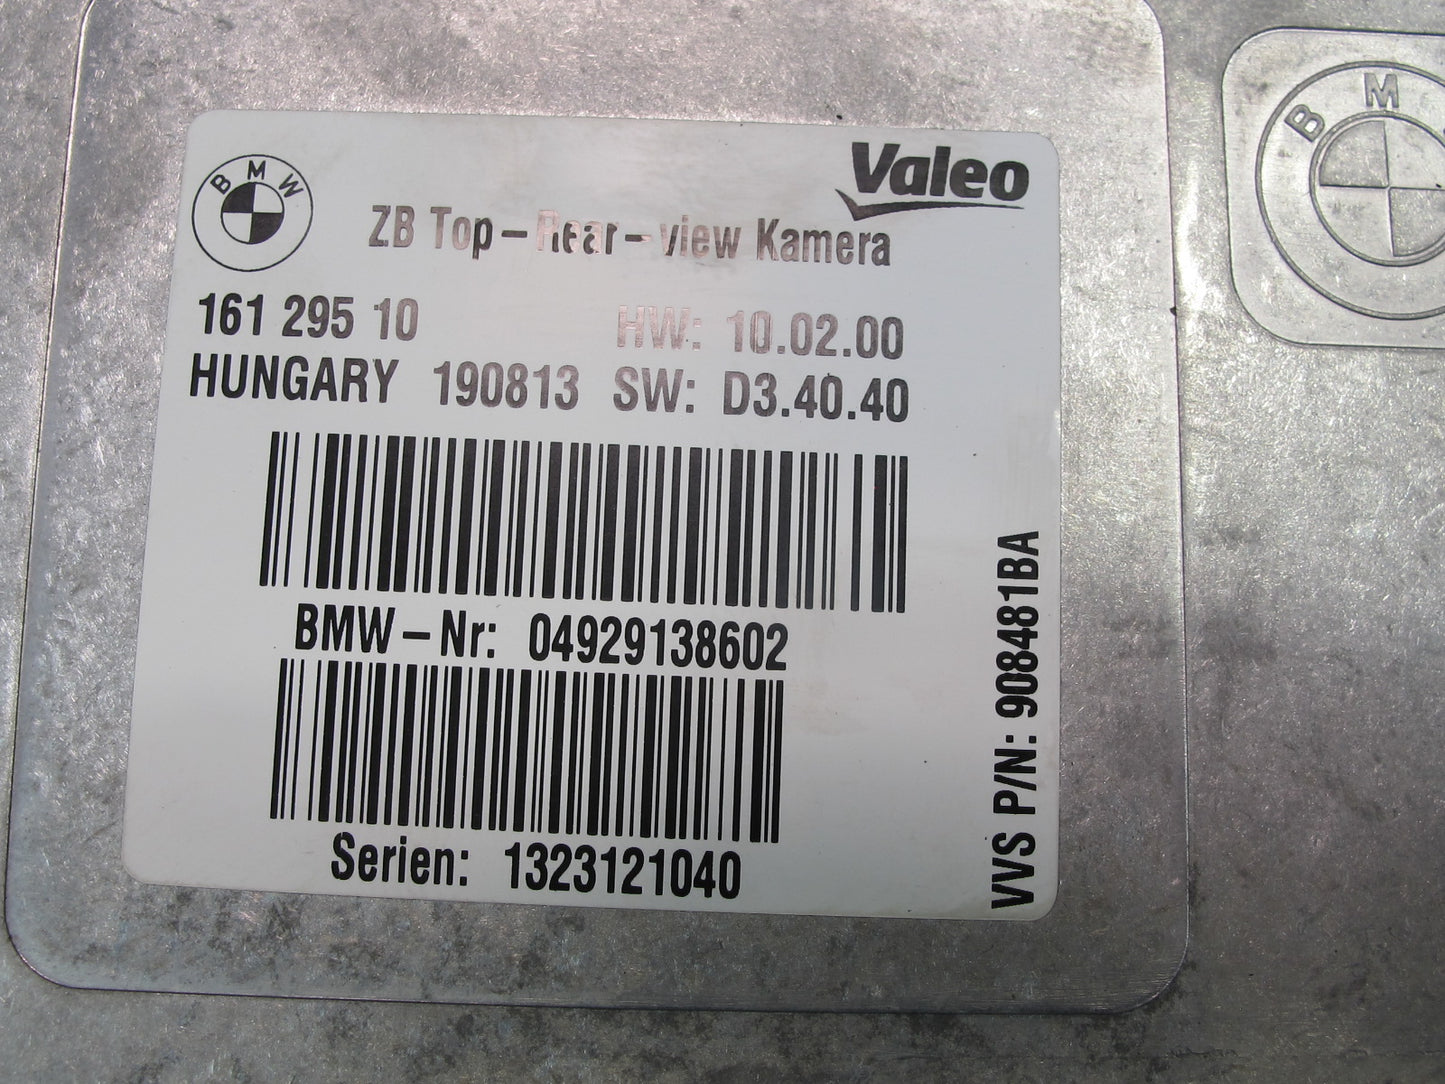 BMW
Valeo
ZB Top-Rear-view Kamera
161 295 10 HW: 10.02.00
HUNGARY 190813 SW: D3.40.40
BMW-Nr: 04929138602
Serien: 1323121040
VVS P/N: 908481BA
BM